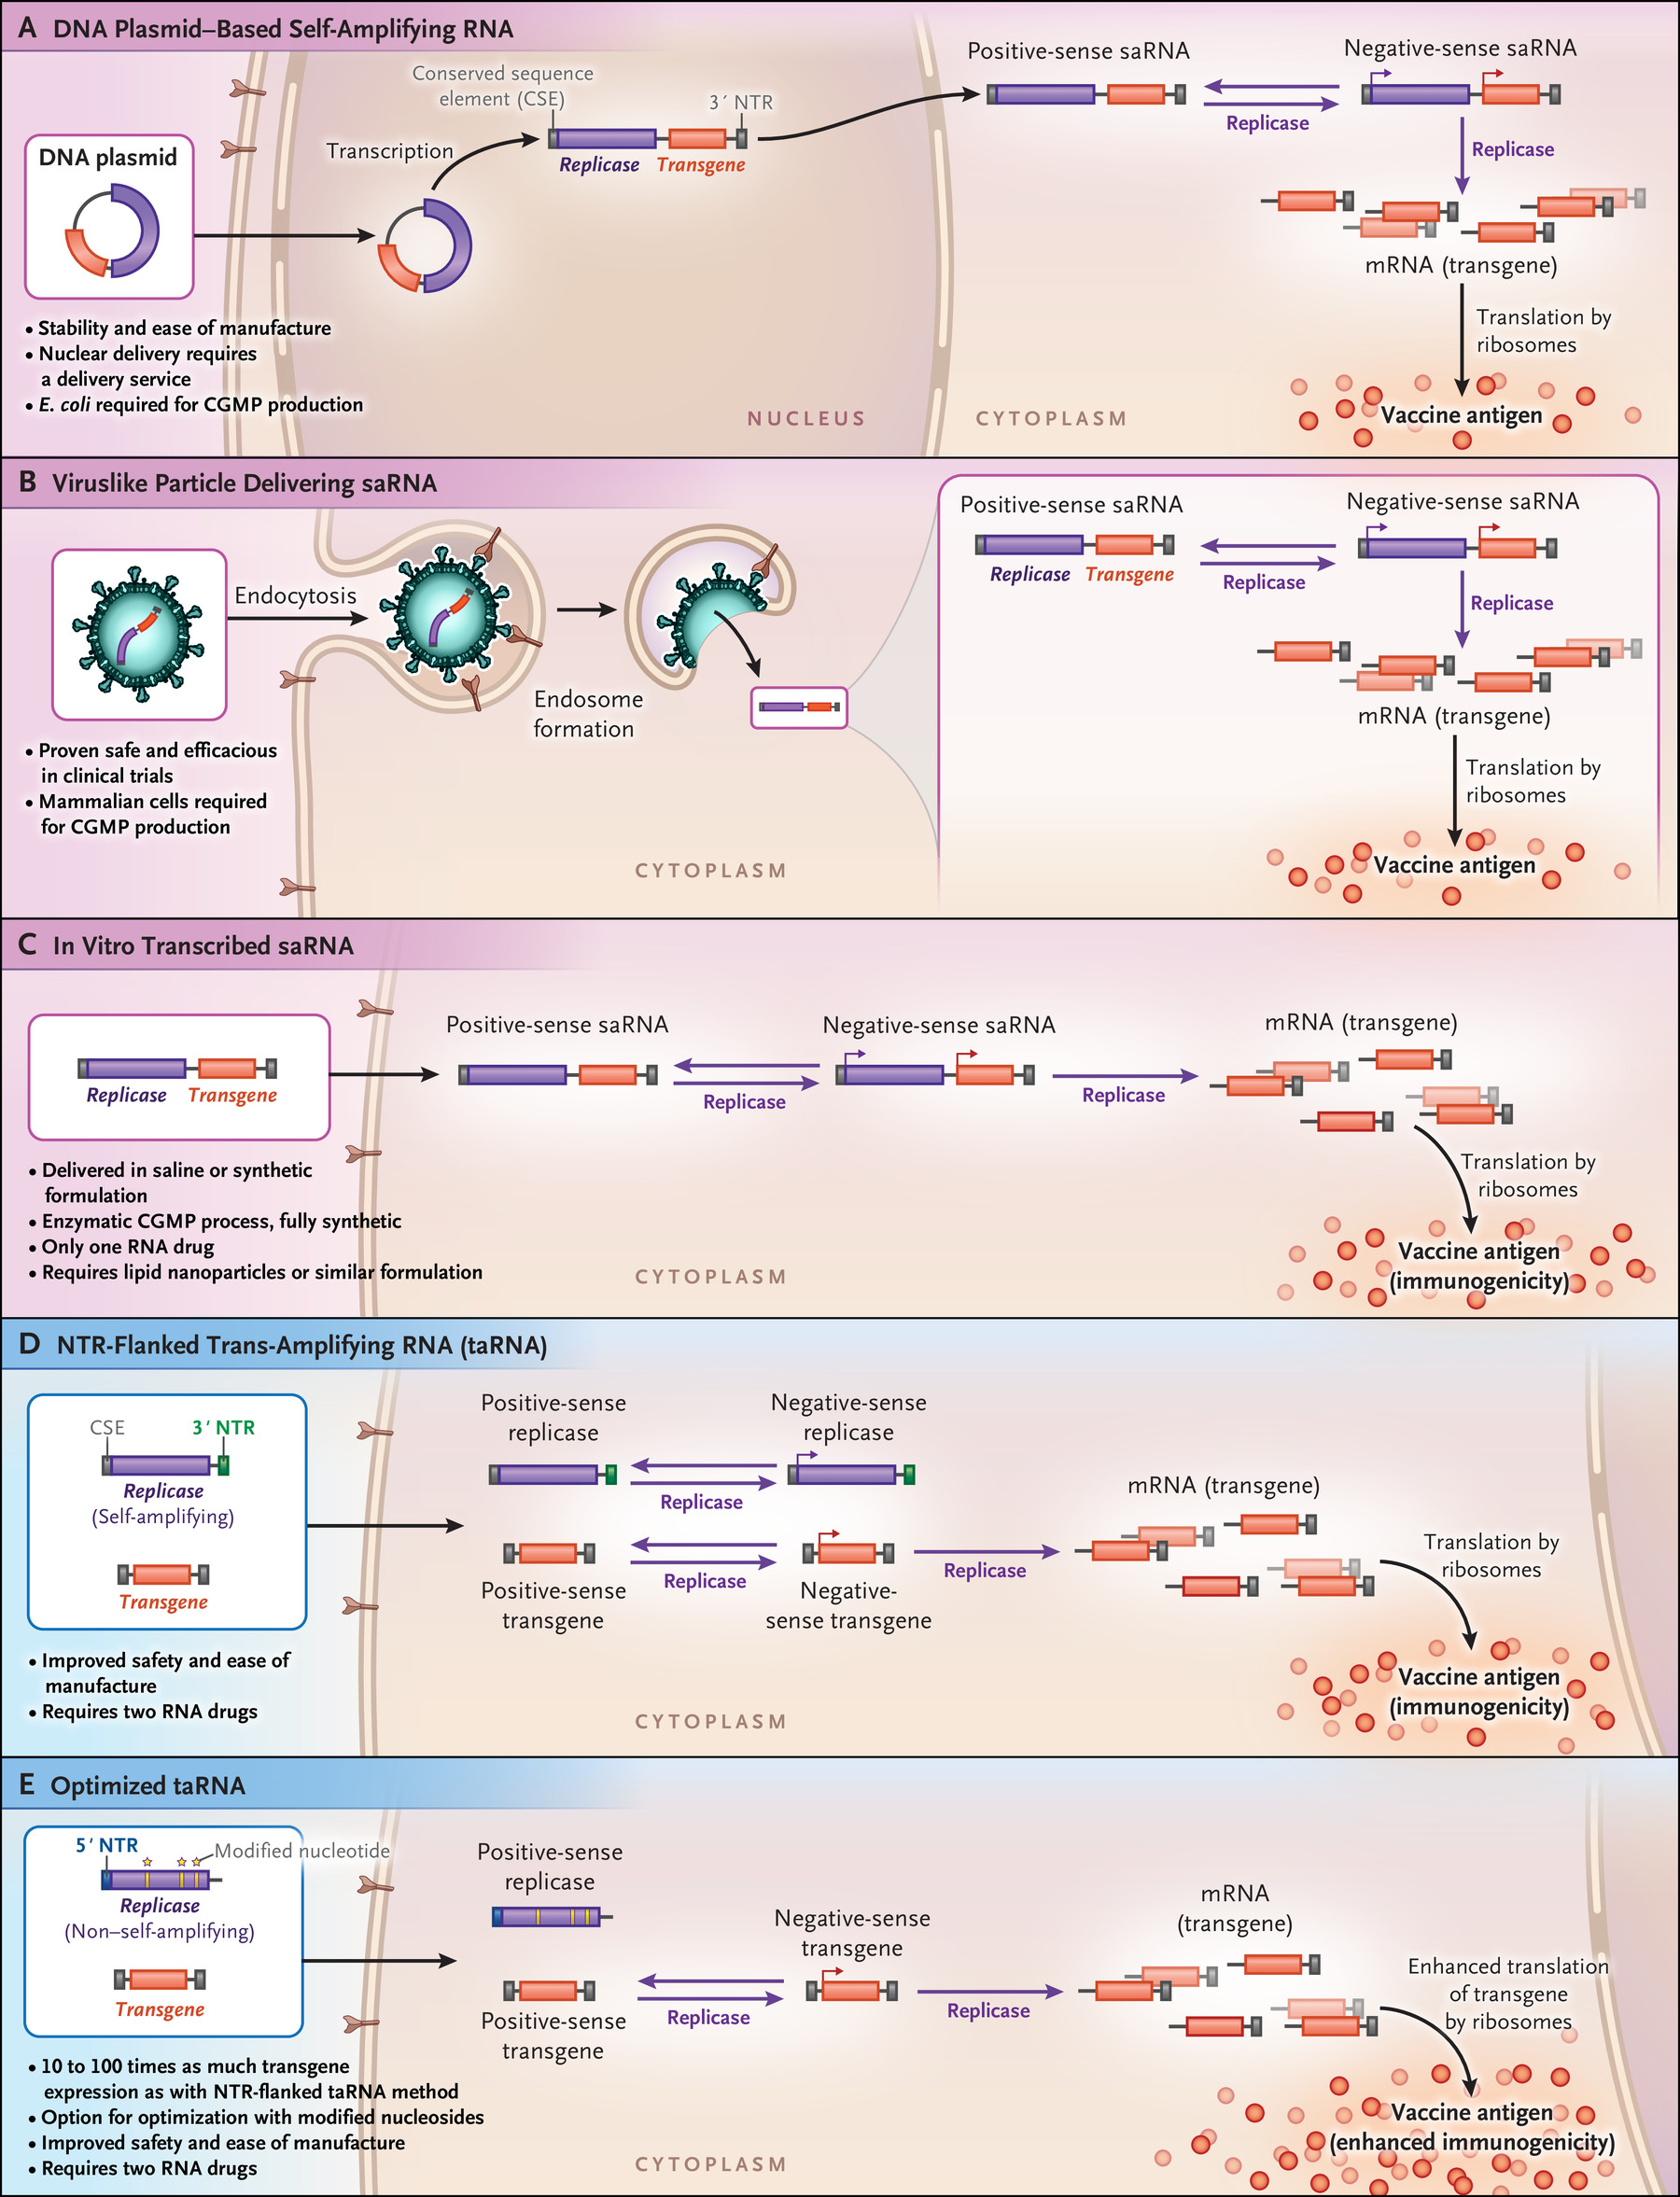 A DNA Plasmid–Based Self-Amplifying RNA
DNA plasmid
Transcription
Conserved sequence
element (CSE)
3′ NTR
Replicase Transgene
Positive-sense saRNA
Negative-sense saRNA
Replicase
Replicase
mRNA (transgene)
Translation by
ribosomes
Vaccine antigen
• Stability and ease of manufacture
• Nuclear delivery requires
a delivery service
• E. coli required for CGMP production
NUCLEUS
CYTOPLASM
B Viruslike Particle Delivering saRNA
Endocytosis
Endosome
formation
• Proven safe and efficacious
in clinical trials
• Mammalian cells required
for CGMP production
CYTOPLASM
Positive-sense saRNA
Negative-sense saRNA
Replicase Transgene
Replicase
Replicase
mRNA (transgene)
Translation by
ribosomes
Vaccine antigen
C In Vitro Transcribed saRNA
Replicase Transgene
Positive-sense saRNA
Replicase
Negative-sense saRNA
Replicase
mRNA (transgene)
Translation by
ribosomes
Vaccine antigen
(immunogenicity)
• Delivered in saline or synthetic
formulation
• Enzymatic CGMP process, fully synthetic
• Only one RNA drug
• Requires lipid nanoparticles or similar formulation
CYTOPLASM
D NTR-Flanked Trans-Amplifying RNA (taRNA)
CSE
3′ NTR
Replicase
(Self-amplifying)
Transgene
Positive-sense
replicase
Replicase
Negative-sense
replicase
Positive-sense
transgene
Replicase
Negative-
sense transgene
Replicase
mRNA (transgene)
Translation by
ribosomes
Vaccine antigen
(immunogenicity)
• Improved safety and ease of
manufacture
• Requires two RNA drugs
CYTOPLASM
E Optimized taRNA
5′ NTR
Modified nucleotide
Replicase
(Non–self-amplifying)
Transgene
Positive-sense
replicase
Positive-sense
transgene
Replicase
Negative-sense
transgene
Replicase
mRNA
(transgene)
Enhanced translation
of transgene
by ribosomes
Vaccine antigen
(enhanced immunogenicity)
• 10 to 100 times as much transgene
expression as with NTR-flanked taRNA method
• Option for optimization with modified nucleosides
• Improved safety and ease of manufacture
• Requires two RNA drugs
CYTOPLASM